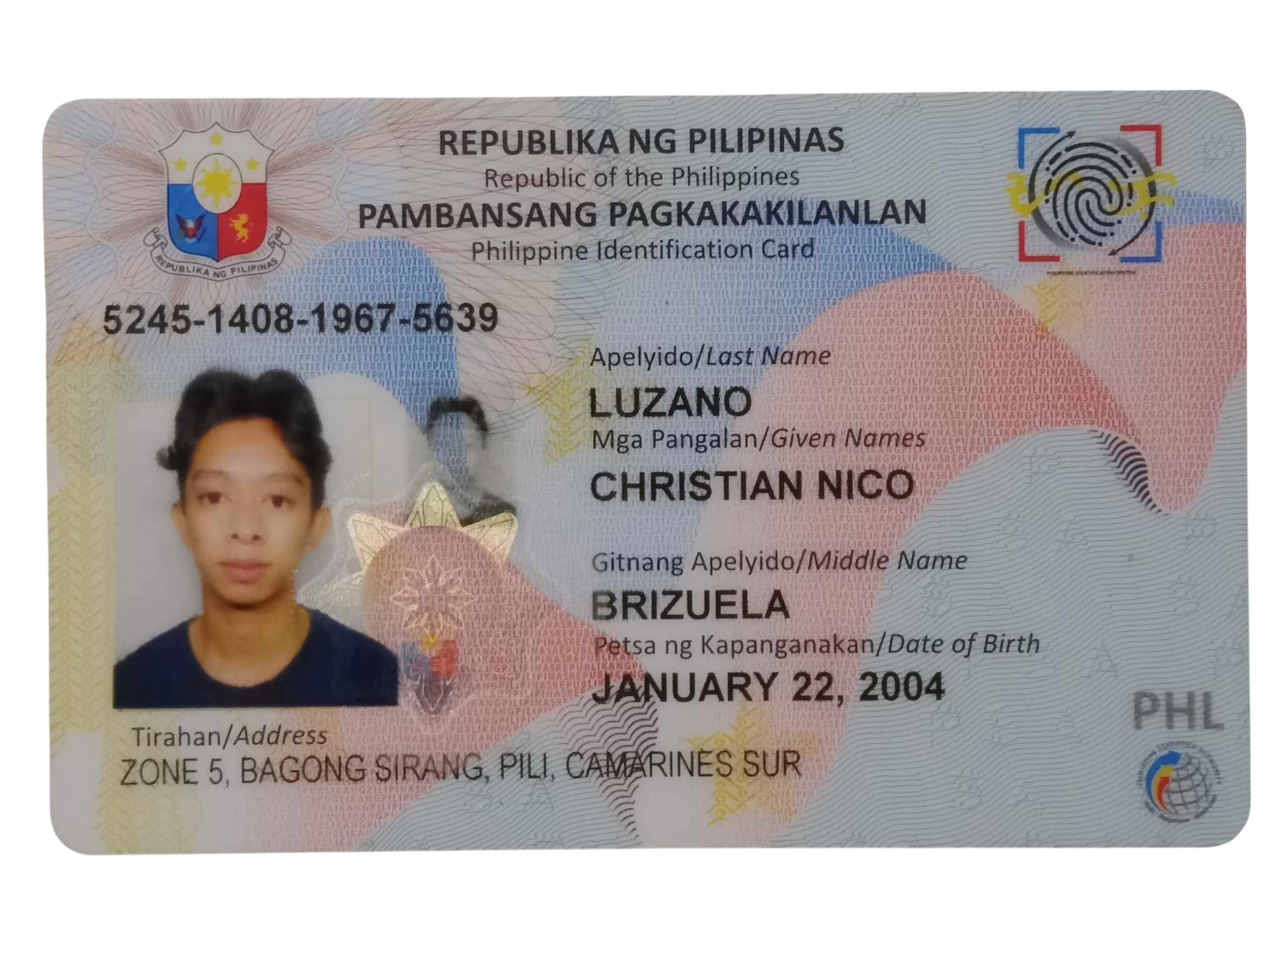 REPUBLIKA NG PILIPINAS
Republic of the Philippines
PAMBANSANG PAGKAKAKILANLAN
Philippine Identification Card
REPUBLIKA NG PILIPINAS
5245-1408-1967-5639
Apelyido/Last Name
LUZANO
Mga Pangalan/Given Names
CHRISTIAN NICO
Gitnang Apelyido/Middle Name
BRIZUELA
Petsa ng Kapanganakan/Date of Birth
JANUARY 22, 2004
PHL
Tirahan/Address
ZONE 5, BAGONG SIRANG, PILI, CAMARINES SUR